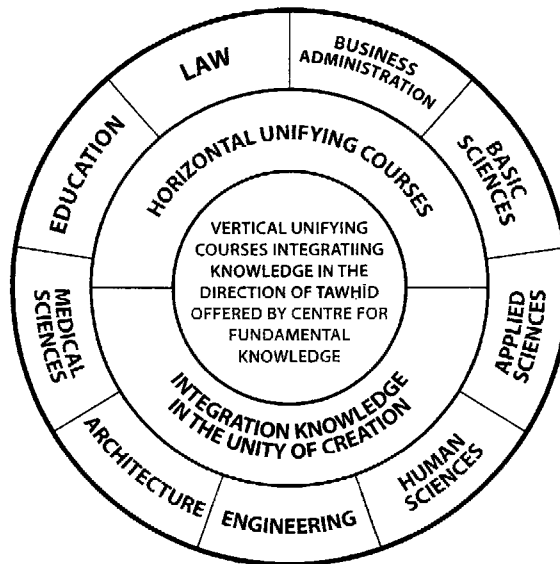 LAW
BUSINESS
ADMINISTRATION
BASIC
SCIENCES
APPLIED
SCIENCES
HUMAN
SCIENCES
ENGINEERING
ARCHITECTURE
MEDICAL
SCIENCES
EDUCATION
HORIZONTAL UNIFYING COURSES
VERTICAL UNIFYING
COURSES INTEGRATIING
KNOWLEDGE IN THE
DIRECTION OF TAWḤĪD
OFFERED BY CENTRE FOR
FUNDAMENTAL
KNOWLEDGE
INTEGRATION KNOWLEDGE
IN THE UNITY OF CREATION